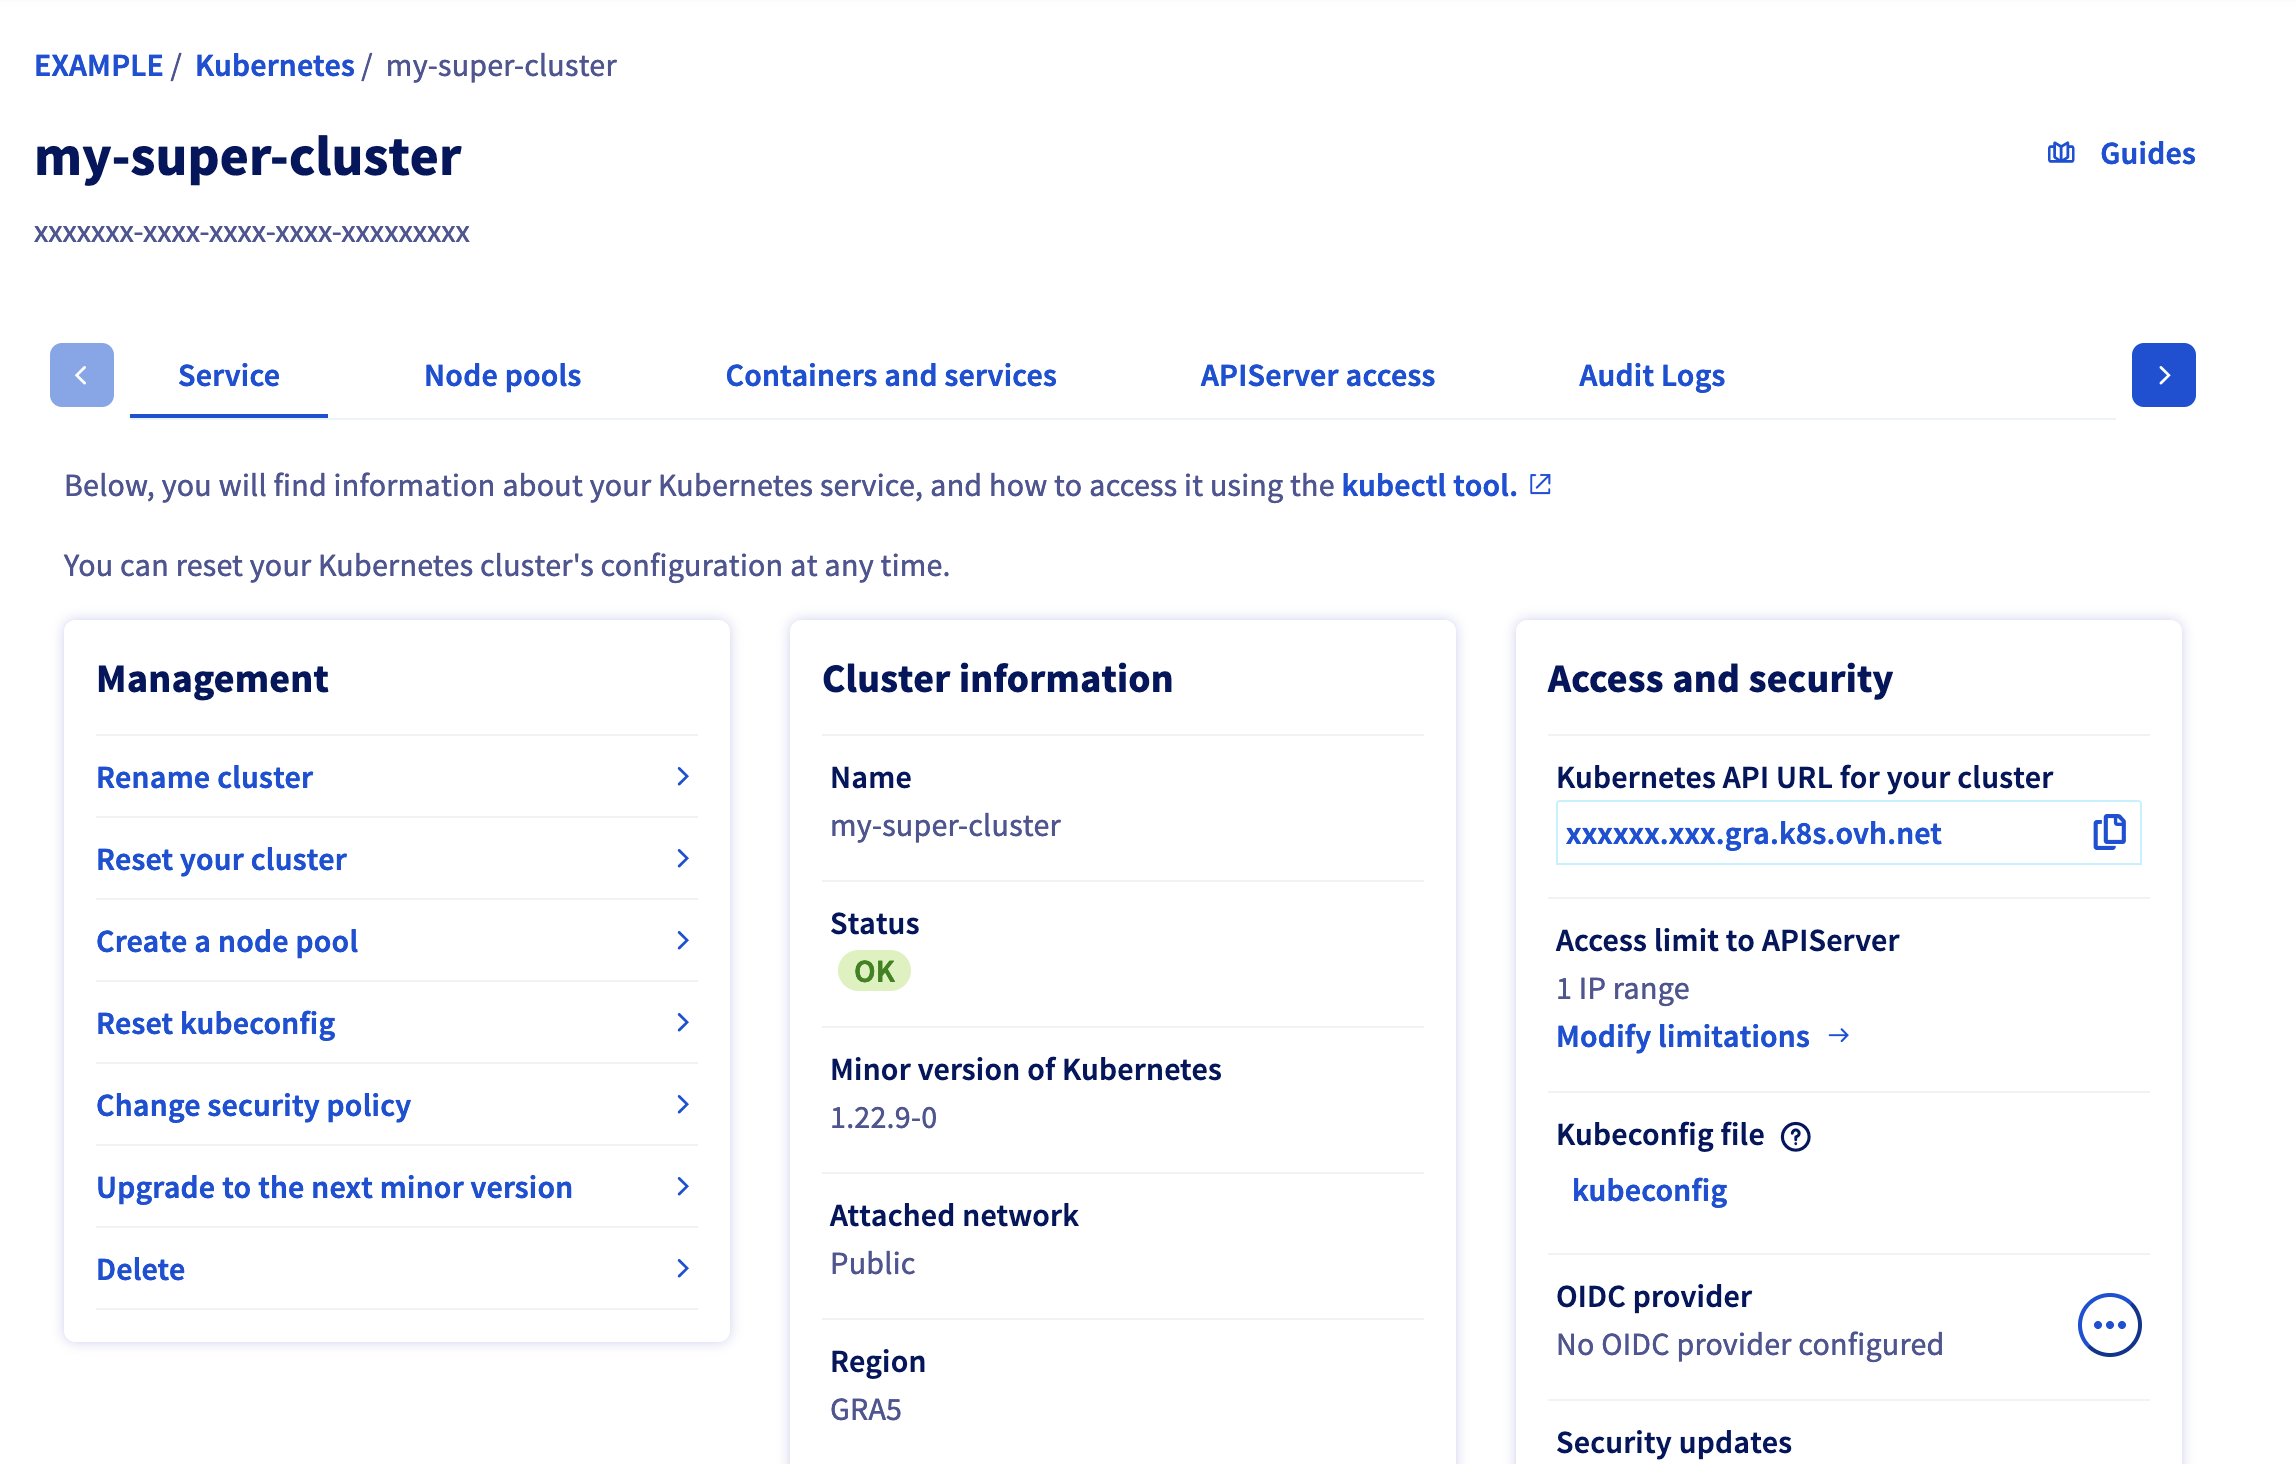 EXAMPLE / Kubernetes / my-super-cluster
my-super-cluster
Guides
xxxxxxx-xxxx-xxxx-xxxx-xxxxxxxxx
Service
Node pools
Containers and services
APIServer access
Audit Logs
Below, you will find information about your Kubernetes service, and how to access it using the kubectl tool.
You can reset your Kubernetes cluster's configuration at any time.
Management
Rename cluster
Reset your cluster
Create a node pool
Reset kubeconfig
Change security policy
Upgrade to the next minor version
Delete
Cluster information
Name
my-super-cluster
Status
OK
Minor version of Kubernetes
1.22.9-0
Attached network
Public
Region
GRA5
Access and security
Kubernetes API URL for your cluster
xxxxxx.xxx.gra.k8s.ovh.net
Access limit to APIServer
1 IP range
Modify limitations
Kubeconfig file
kubeconfig
OIDC provider
No OIDC provider configured
Security updates